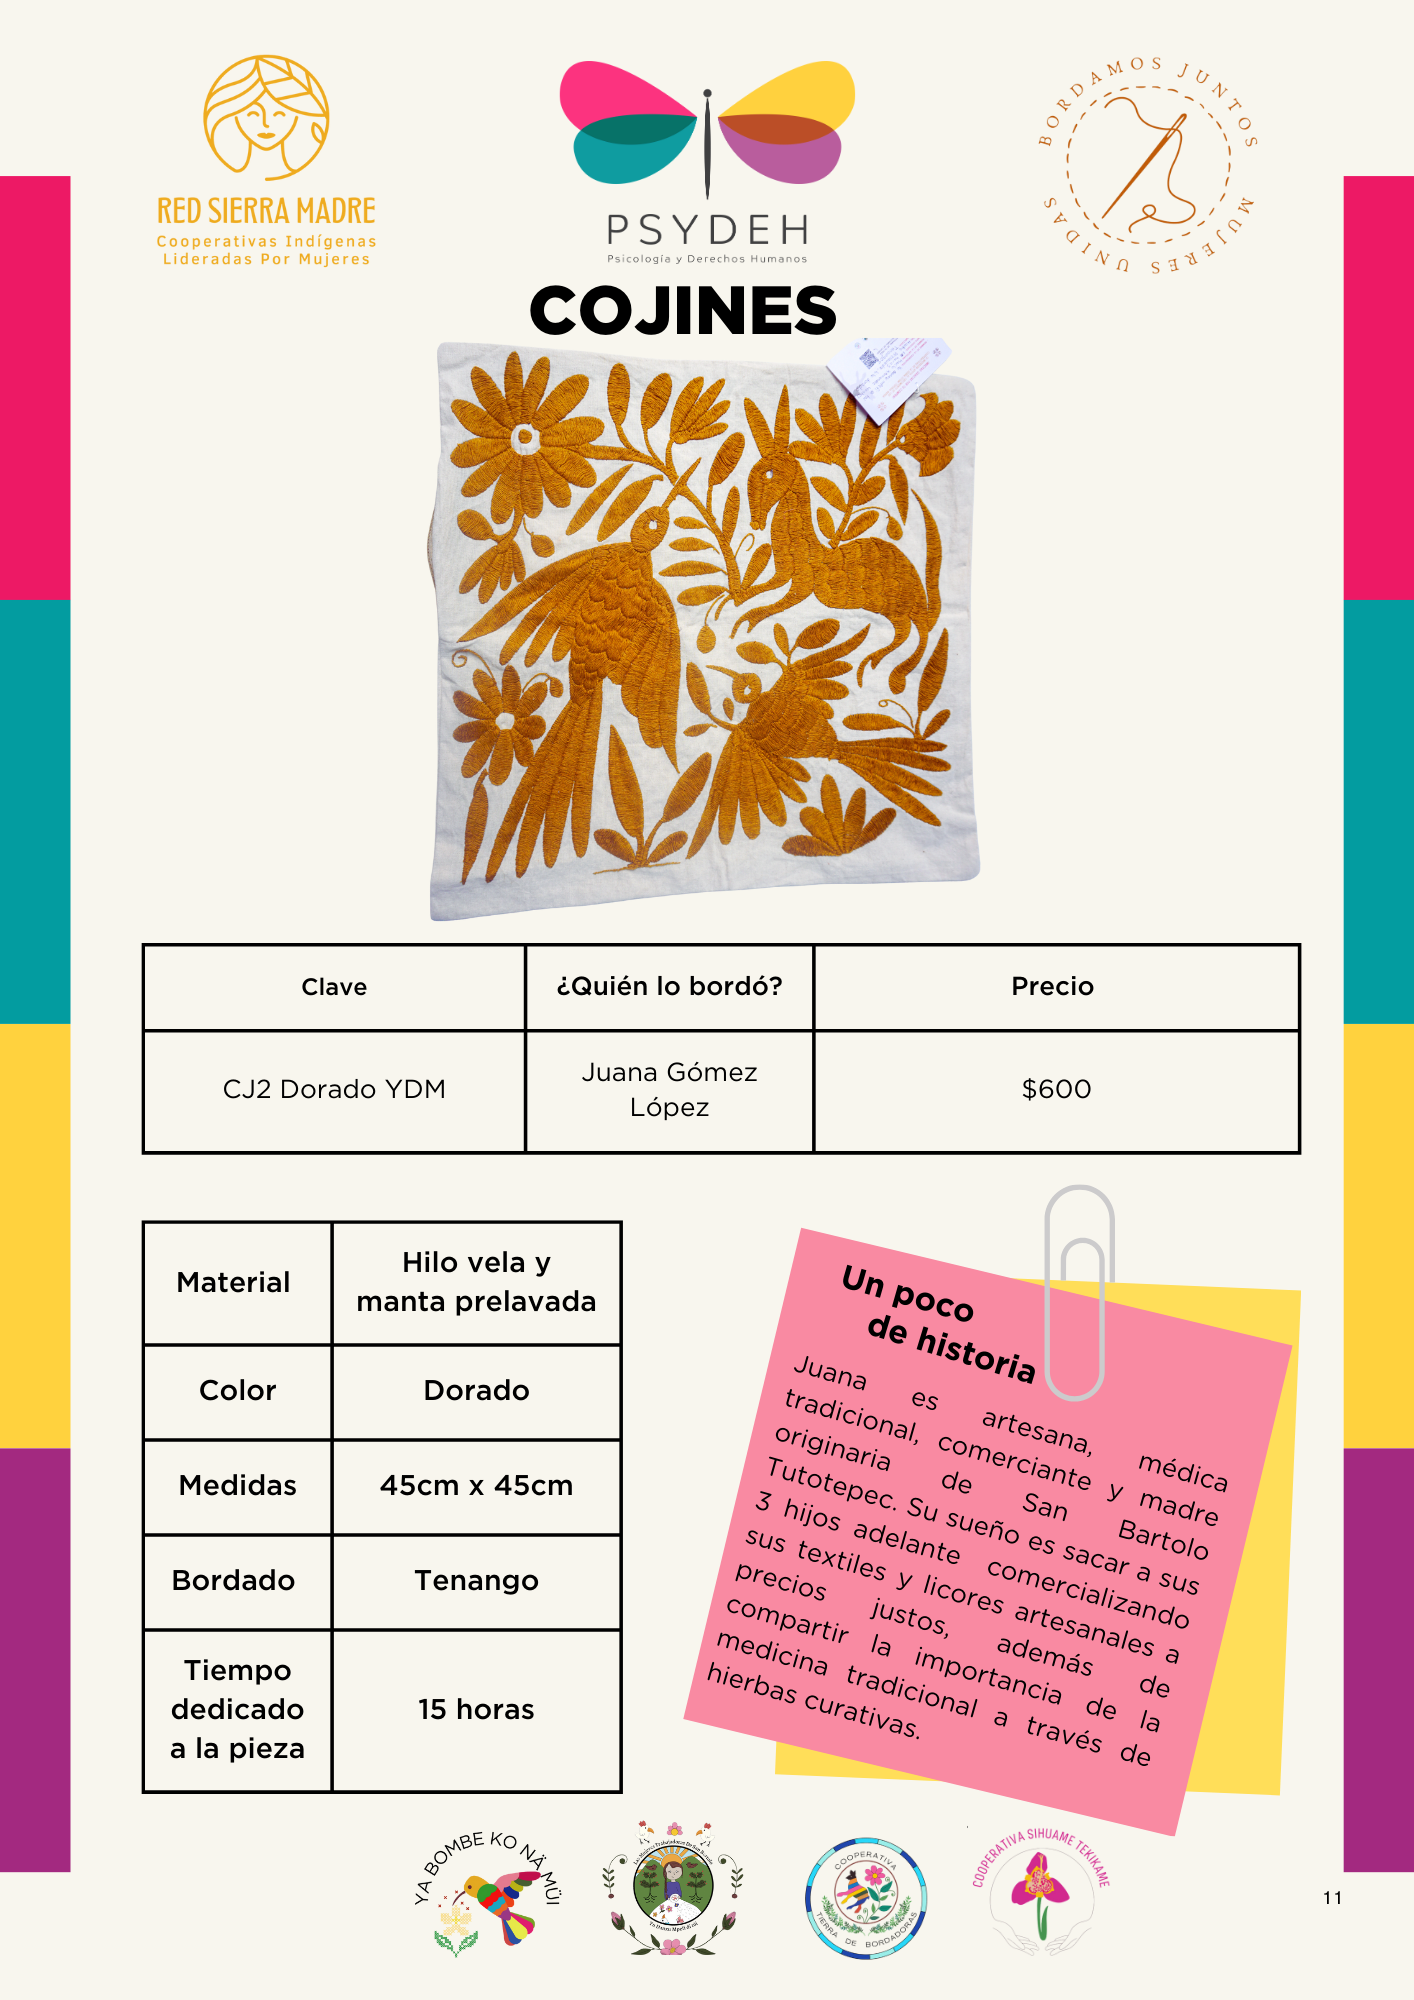 RED SIERRA MADRE
Cooperativas Indígenas
Lideradas Por Mujeres
PSYDEH
Psicología y Derechos Humanos
BORDAMOS JUNTOS
MUJERES UNIDAS
COJINES
Clave
¿Quién lo bordó?
Precio
CJ2 Dorado YDM
Juana Gómez
López
$600
Material
Hilo vela y
manta prelavada
Color
Dorado
Medidas
45cm x 45cm
Bordado
Tenango
Tiempo
dedicado
a la pieza
15 horas
Un poco
de historia
Juana es artesana, médica
tradicional, comerciante y madre
originaria de San Bartolo
Tutotepec. Su sueño es sacar a sus
3 hijos adelante comercializando
sus textiles y licores artesanales a
precios justos, además de
compartir la importancia de la
medicina tradicional a través de
hierbas curativas.
YA BOMBE KO NÄ MÜI
COOPERATIVA
TIERRA DE BORDADORAS
COOPERATIVA SIHUAME TEKIKAME
11